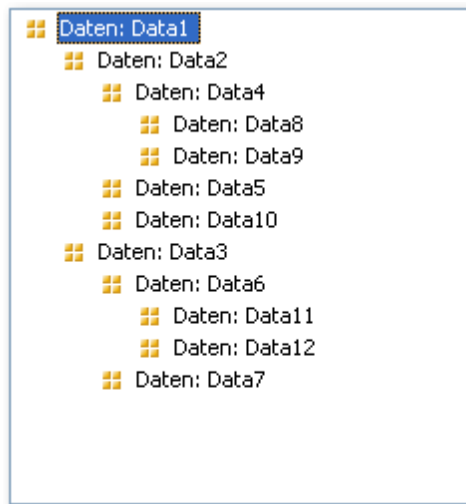 Daten: Data1
Daten: Data2
Daten: Data4
Daten: Data8
Daten: Data9
Daten: Data5
Daten: Data10
Daten: Data3
Daten: Data6
Daten: Data11
Daten: Data12
Daten: Data7